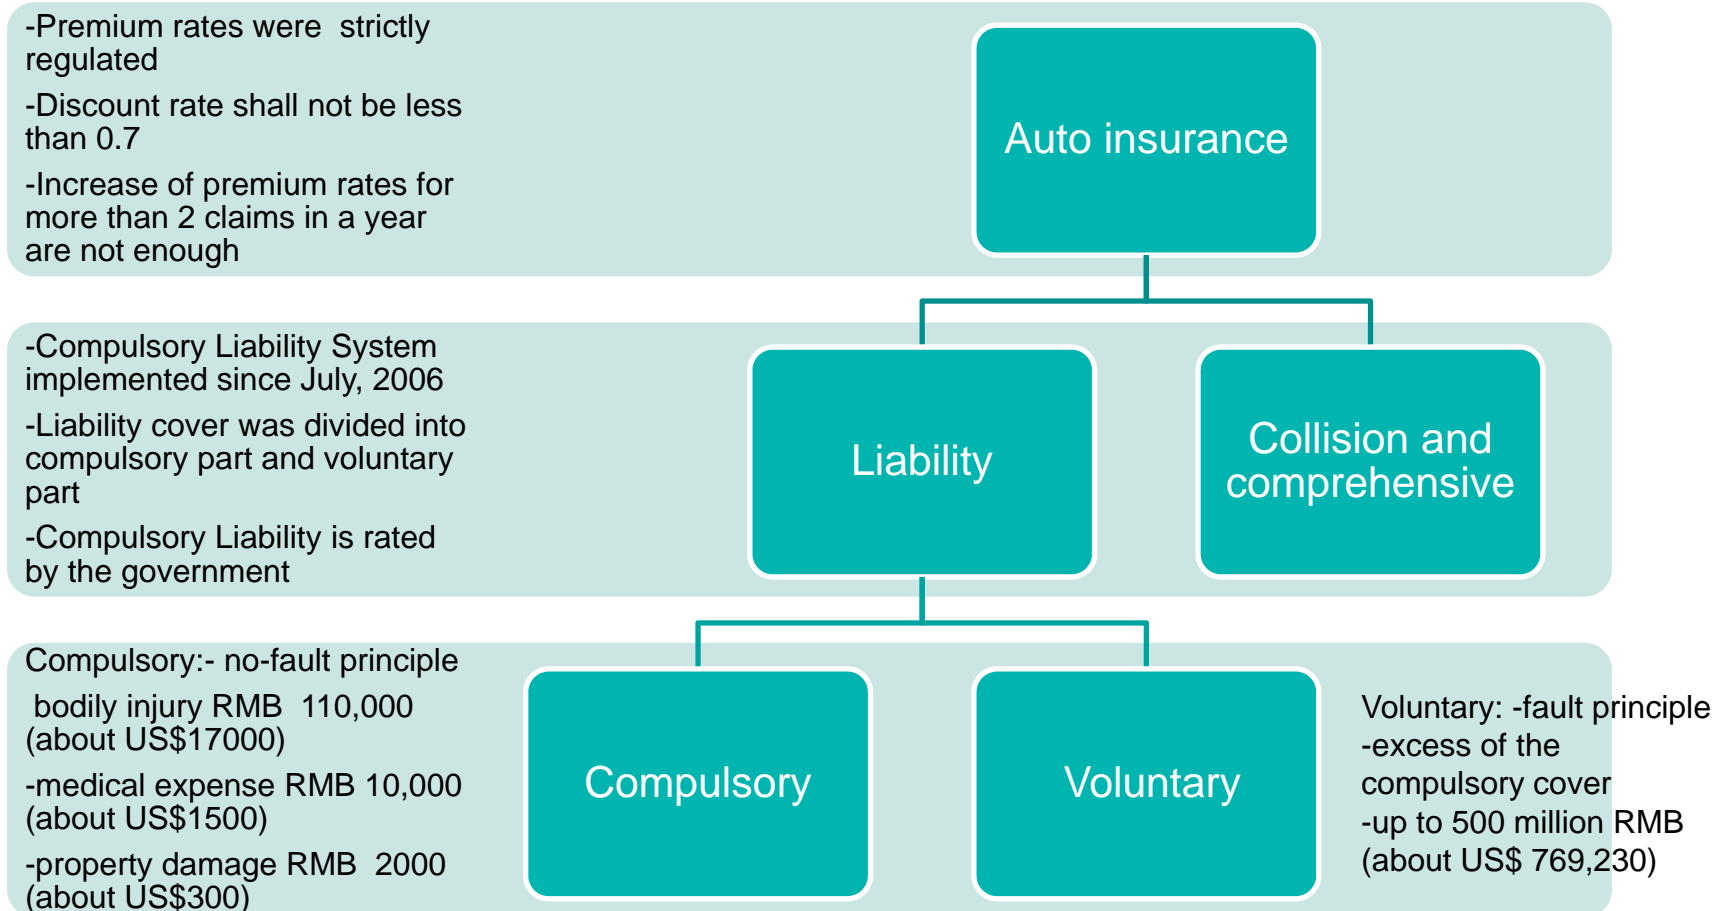 -Premium rates were  strictly
regulated
-Discount rate shall not be less
than 0.7
-Increase of premium rates for
more than 2 claims in a year
are not enough
Auto insurance
-Compulsory Liability System
implemented since July, 2006
-Liability cover was divided into
compulsory part and voluntary
part
-Compulsory Liability is rated
by the government
Liability
Collision and
comprehensive
Compulsory:- no-fault principle
bodily injury RMB  110,000
(about US$17000)
-medical expense RMB 10,000
(about US$1500)
-property damage RMB  2000
(about US$300)
Compulsory
Voluntary
Voluntary: -fault principle
-excess of the
compulsory cover
-up to 500 million RMB
(about US$ 769,230)